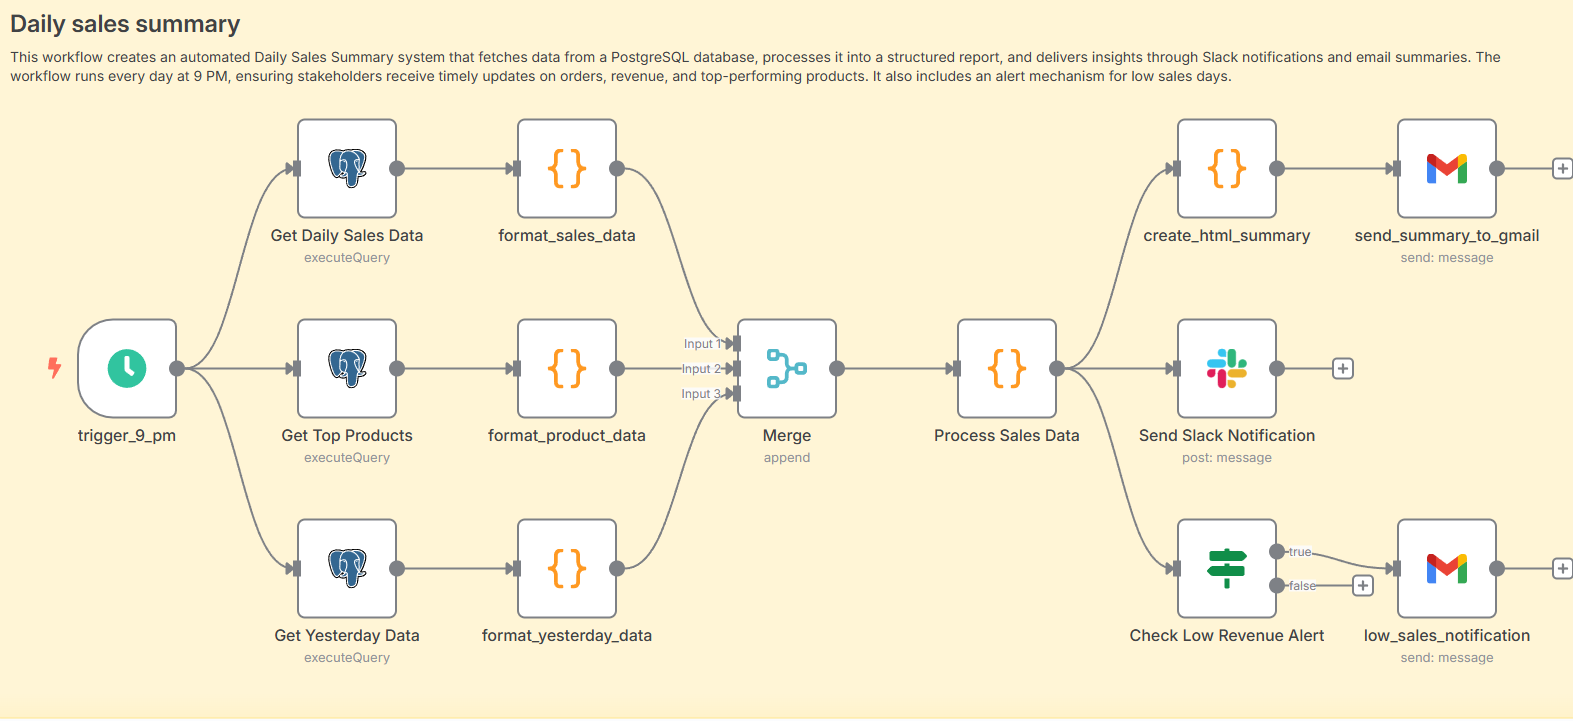 Daily sales summary
This workflow creates an automated Daily Sales Summary system that fetches data from a PostgreSQL database, processes it into a structured report, and delivers insights through Slack notifications and email summaries. The
workflow runs every day at 9 PM, ensuring stakeholders receive timely updates on orders, revenue, and top-performing products. It also includes an alert mechanism for low sales days.
Get Daily Sales Data
executeQuery
format_sales_data
create_html_summary
send_summary_to_gmail
send: message
Input 1
Input 2
Input 3
trigger_9_pm
Get Top Products
executeQuery
format_product_data
Merge
append
Process Sales Data
Send Slack Notification
post: message
true
false
Get Yesterday Data
executeQuery
format_yesterday_data
Check Low Revenue Alert
low_sales_notification
send: message